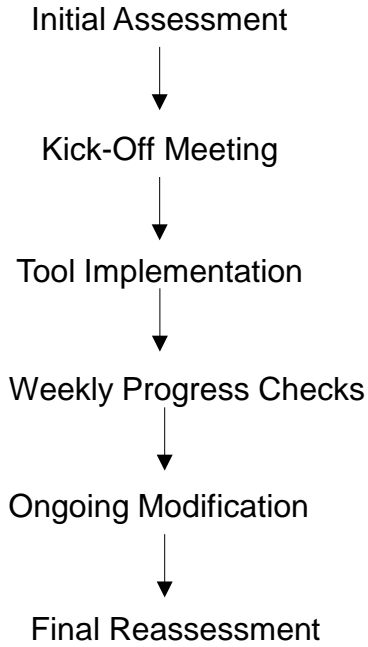 Initial Assessment
Kick-Off Meeting
Tool Implementation
Weekly Progress Checks
Ongoing Modification
Final Reassessment